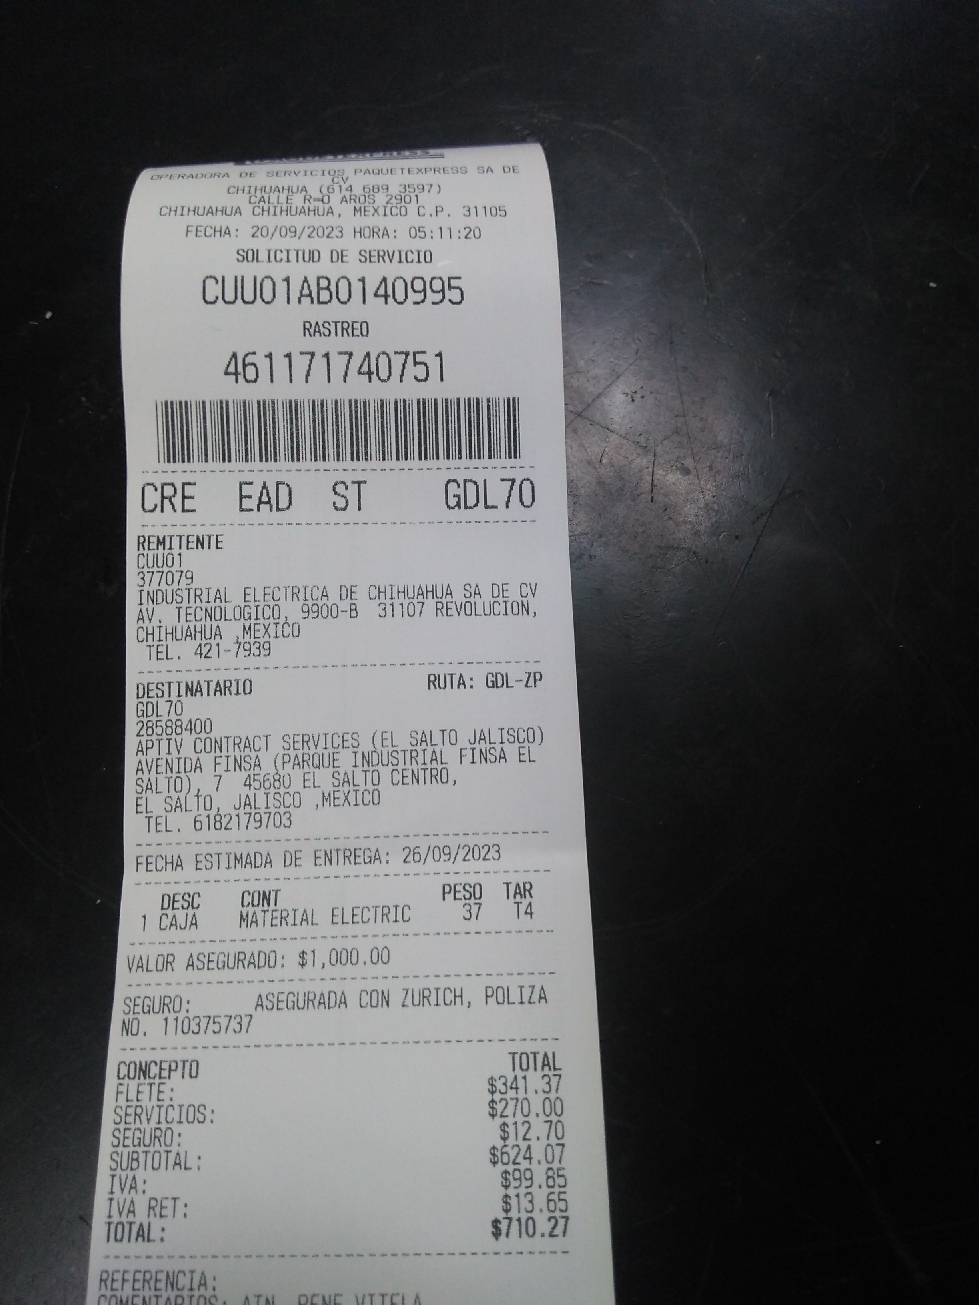 OPERADORA DE SERVICIOS PAQUETEXPRESS SA DE
CV
CHIHUAHUA (614 689 3597)
CALLE R=O AROS 2901
CHIHUAHUA CHIHUAHUA, MEXICO C.P. 31105
FECHA: 20/09/2023 HORA: 05:11:20
SOLICITUD DE SERVICIO
CUU01AB0140995
RASTREO
461171740751
CRE EAD ST GDL70
REMITENTE
CUU01
377079
INDUSTRIAL ELECTRICA DE CHIHUAHUA SA DE CV
AV. TECNOLOGICO, 9900-B 31107 REVOLUCION,
CHIHUAHUA ,MEXICO
TEL. 421-7939
DESTINATARIO RUTA: GDL-ZP
GDL70
28588400
APTIV CONTRACT SERVICES (EL SALTO JALISCO)
AVENIDA FINSA (PARQUE INDUSTRIAL FINSA EL
SALTO), 7 45680 EL SALTO CENTRO,
EL SALTO, JALISCO ,MEXICO
TEL. 6182179703
FECHA ESTIMADA DE ENTREGA: 26/09/2023
DESC CONT PESO TAR
1 CAJA MATERIAL ELECTRIC 37 T4
VALOR ASEGURADO: $1,000.00
SEGURO: ASEGURADA CON ZURICH, POLIZA
NO. 110375737
CONCEPTO TOTAL
FLETE: $341.37
SERVICIOS: $270.00
SEGURO: $12.70
SUBTOTAL: $624.07
IVA: $99.85
IVA RET: $13.65
TOTAL: $710.27
REFERENCIA:
COMENTARIOS: ATN. RENE VITELA